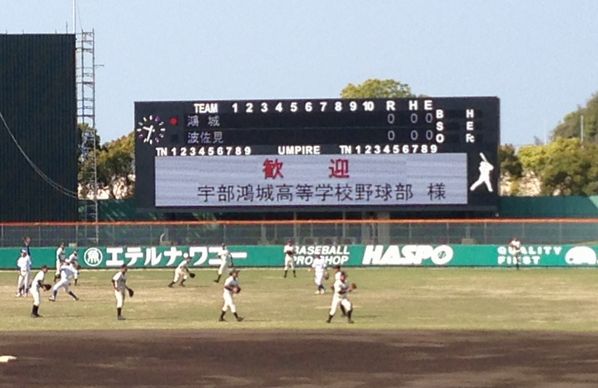 TEAM 1 2 3 4 5 6 7 8 9 10 R H E
鴻城 0 0 0
波佐見 0 0 0
B H
S E
O Fc
TN 1 2 3 4 5 6 7 8 9 UMPIRE TN 1 2 3 4 5 6 7 8 9
歓迎
宇部鴻城高等学校野球部 様
エテルナ・ワコー BASEBALL PRO SHOP HASPO QUALITY FIRST